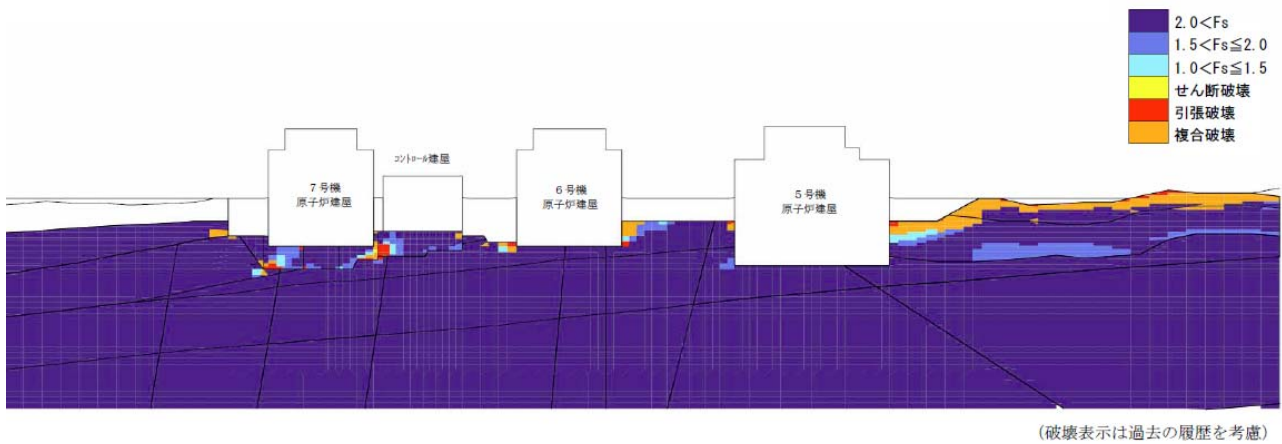 2.0<Fs
1.5<Fs≦2.0
1.0<Fs≦1.5
せん断破壊
引張破壊
複合破壊
コントロール建屋
7号機
原子炉建屋
6号機
原子炉建屋
5号機
原子炉建屋
(破壊表示は過去の履歴を考慮)